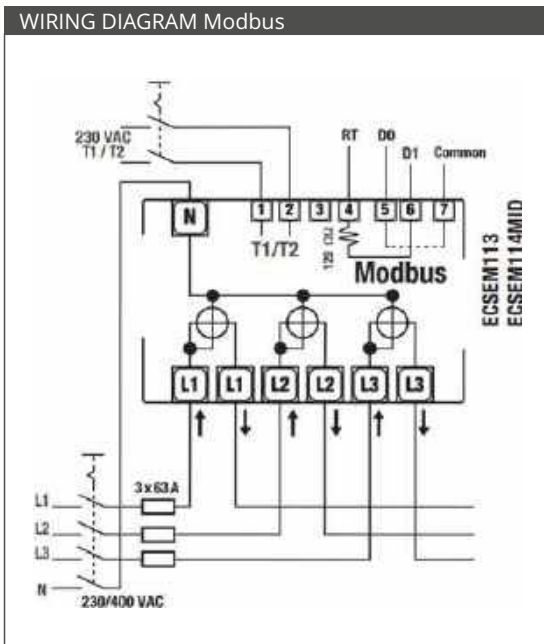 WIRING DIAGRAM Modbus
230 VAC
T1 / T2
RT
D0
D1
Common
N
1
2
3
4
5
6
7
T1/T2
120 Ω
Modbus
ECSEM113
ECSEM114MID
L1
L1
L2
L2
L3
L3
3 x 63 A
L1
L2
L3
N
230/400 VAC